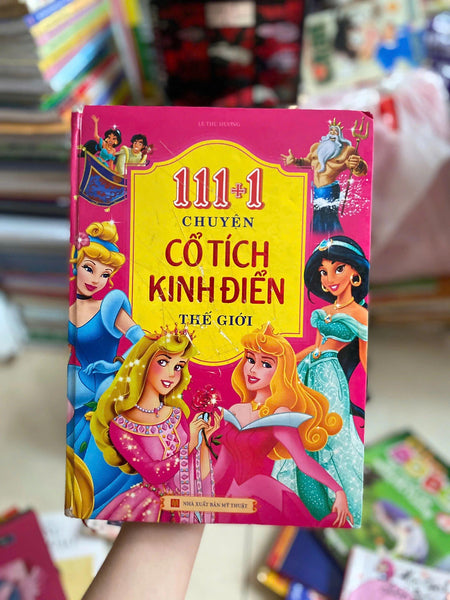 LÊ THU HƯƠNG
111+1
CHUYỆN
CỔ TÍCH
KINH ĐIỂN
THẾ GIỚI
NHÀ XUẤT BẢN MỸ THUẬT